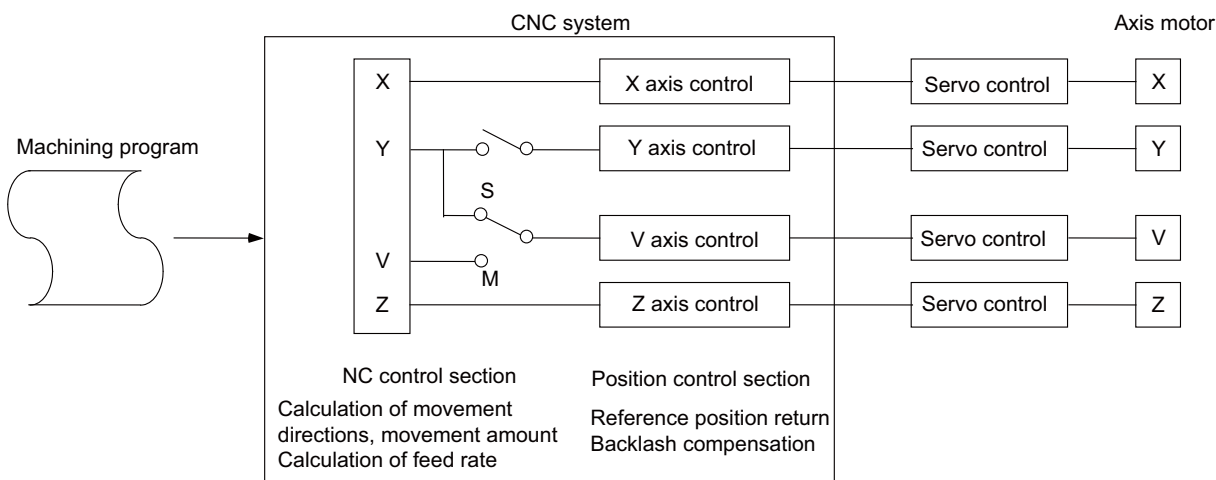 CNC system
Axis motor
X
X axis control
Servo control
X
Machining program
Y
Y axis control
Servo control
Y
S
V axis control
Servo control
V
V
M
Z
Z axis control
Servo control
Z
NC control section
Calculation of movement
directions, movement amount
Calculation of feed rate
Position control section
Reference position return
Backlash compensation